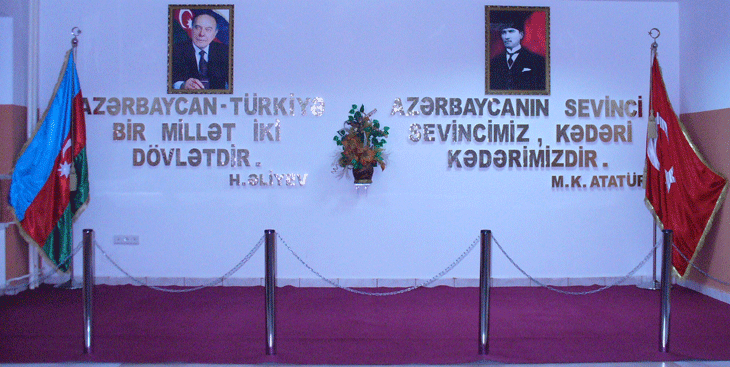 AZƏRBAYCAN-TÜRKİYƏ
BİR MİLLƏT İKİ
DÖVLƏTDİR .
H.ƏLİYEV
AZƏRBAYCANIN SEVİNCİ
SEVİNCİMİZ , KƏDƏRİ
KƏDƏRİMİZDİR .
M.K. ATATÜR